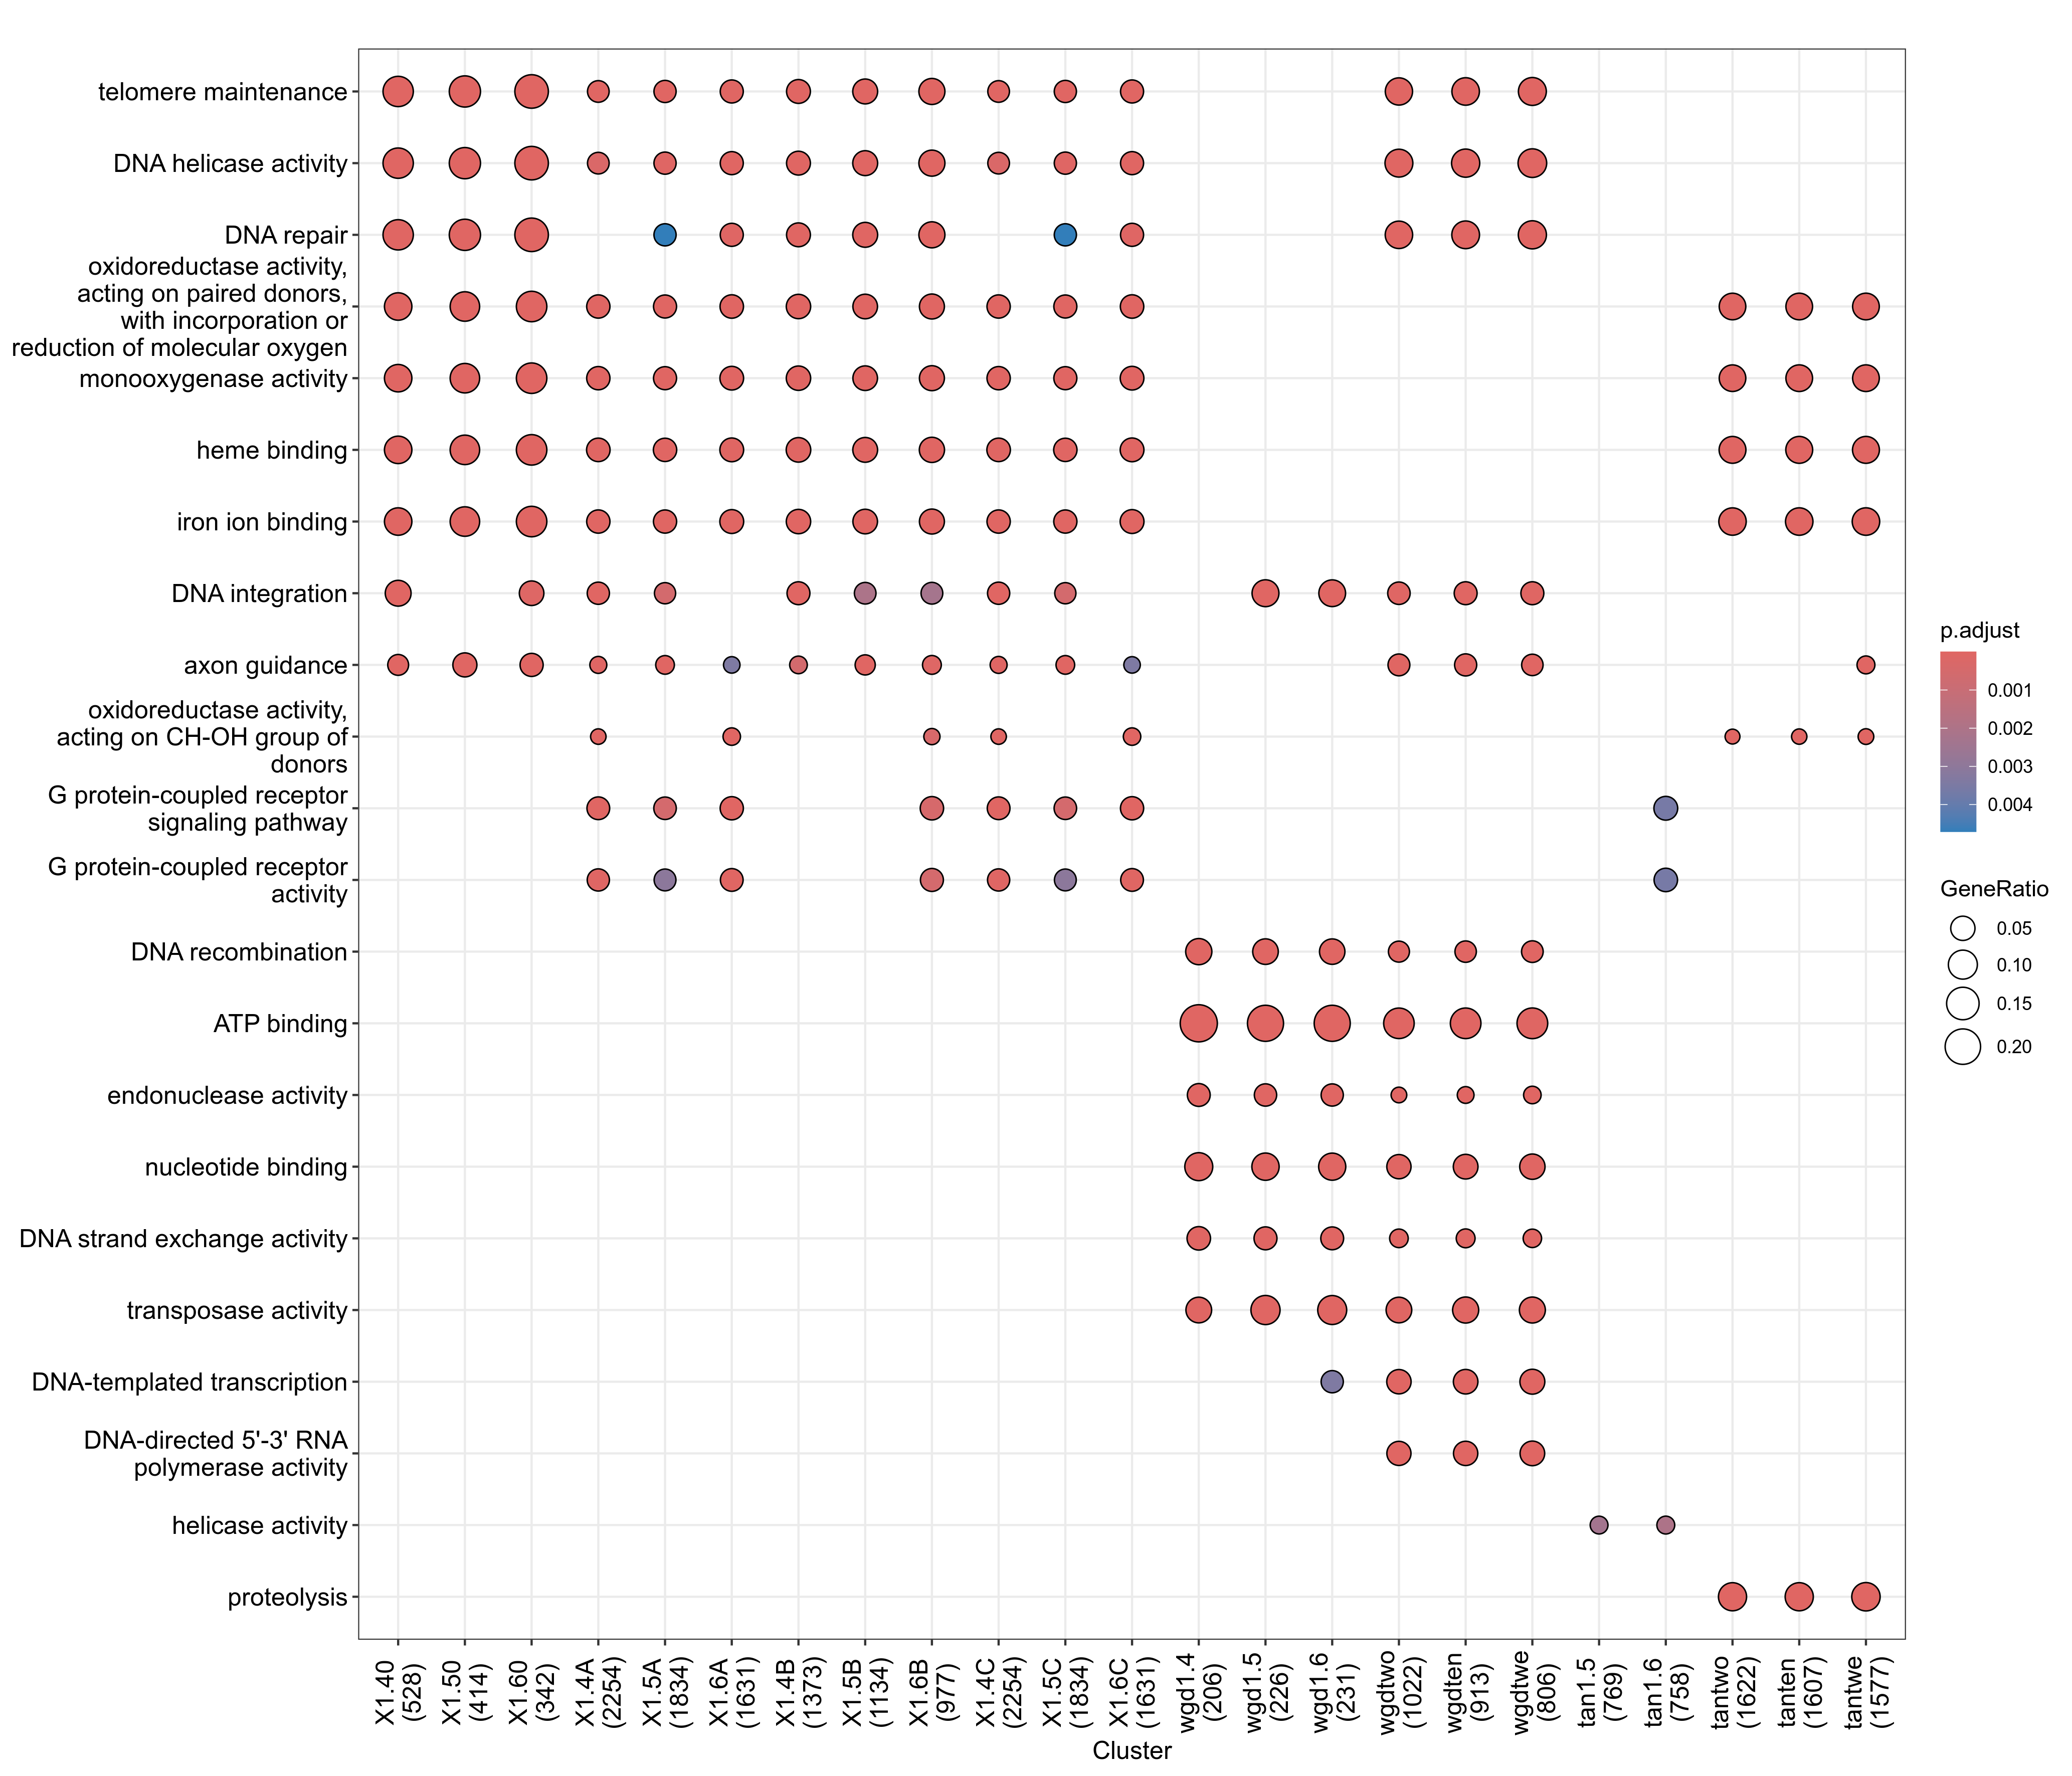 telomere maintenance
DNA helicase activity
DNA repair
oxidoreductase activity,
acting on paired donors,
with incorporation or
reduction of molecular oxygen
monooxygenase activity
heme binding
iron ion binding
DNA integration
axon guidance
oxidoreductase activity,
acting on CH-OH group of
donors
G protein-coupled receptor
signaling pathway
G protein-coupled receptor
activity
DNA recombination
ATP binding
endonuclease activity
nucleotide binding
DNA strand exchange activity
transposase activity
DNA-templated transcription
DNA-directed 5'-3' RNA
polymerase activity
helicase activity
proteolysis
X1.40
(528)
X1.50
(414)
X1.60
(342)
X1.4A
(2254)
X1.5A
(1834)
X1.6A
(1631)
X1.4B
(1373)
X1.5B
(1134)
X1.6B
(977)
X1.4C
(2254)
X1.5C
(1834)
X1.6C
(1631)
wgd1.4
(206)
wgd1.5
(226)
wgd1.6
(231)
wgdtwo
(1022)
wgdten
(913)
wgdtwe
(806)
tan1.5
(769)
tan1.6
(758)
tantwo
(1622)
tanten
(1607)
tantwe
(1577)
Cluster
p.adjust
0.001
0.002
0.003
0.004
GeneRatio
0.05
0.10
0.15
0.20